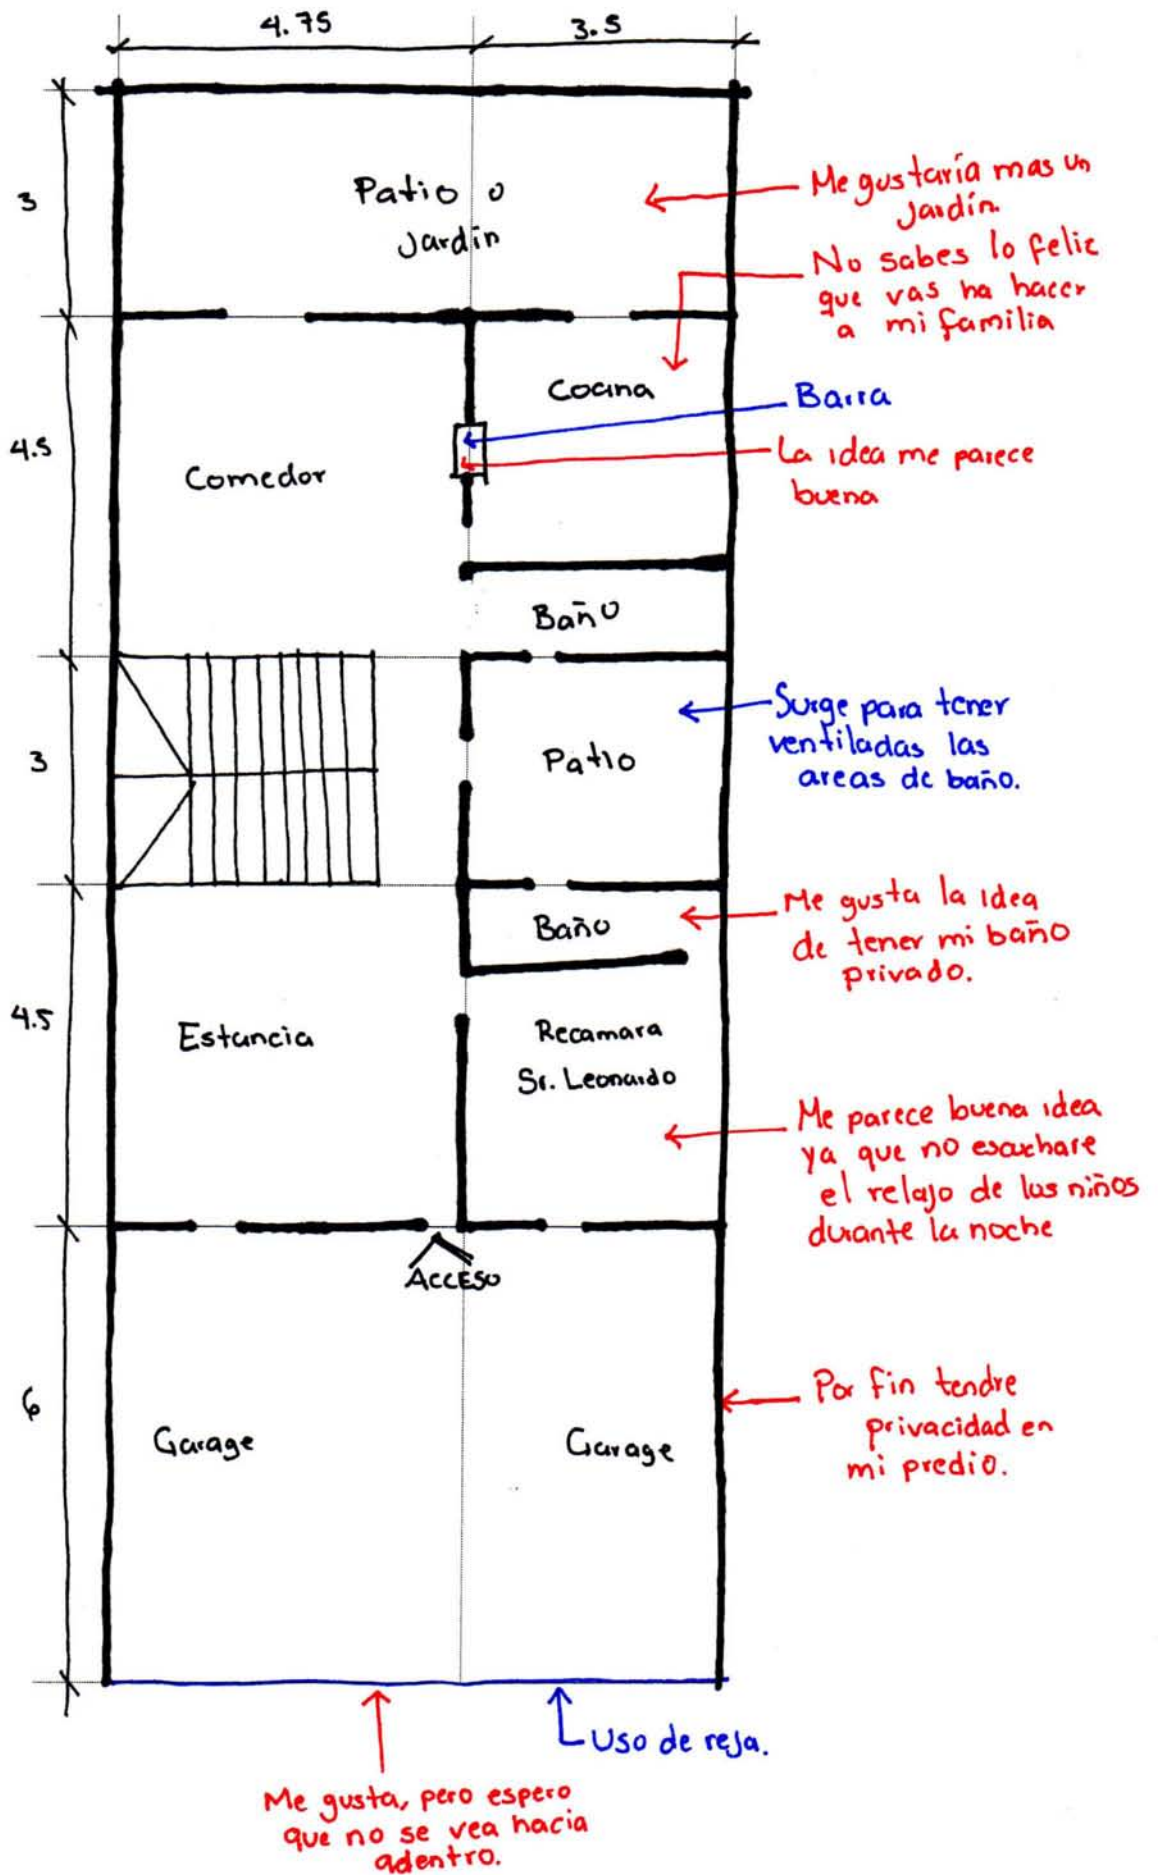 4.75
3.5
3
Patio o
Jardín
Me gustaría mas un
Jardín.
No sabes lo feliz
que vas ha hacer
a mi familia
Cocina
Barra
4.5
Comedor
La idea me parece
buena
Baño
Surge para tener
ventiladas las
areas de baño.
3
Patio
Me gusta la idea
de tener mi baño
privado.
Baño
4.5
Estancia
Recamara
Sr. Leonardo
Me parece buena idea
ya que no escuchare
el relajo de los niños
durante la noche
ACCESO
Por fin tendre
privacidad en
mi predio.
6
Garage
Garage
Uso de reja.
Me gusta, pero espero
que no se vea hacia
adentro.